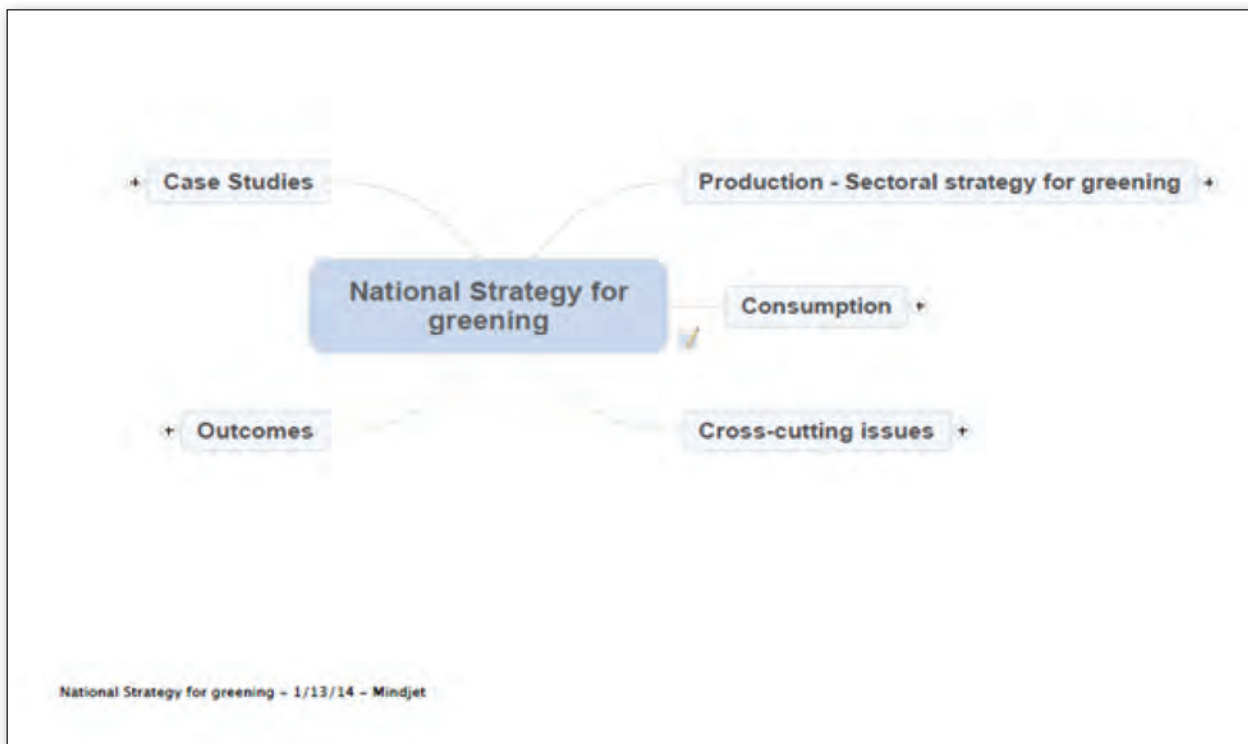 Case Studies
Production - Sectoral strategy for greening
National Strategy for
greening
Consumption
Outcomes
Cross-cutting issues
National Strategy for greening - 1/13/14 - Mindjet